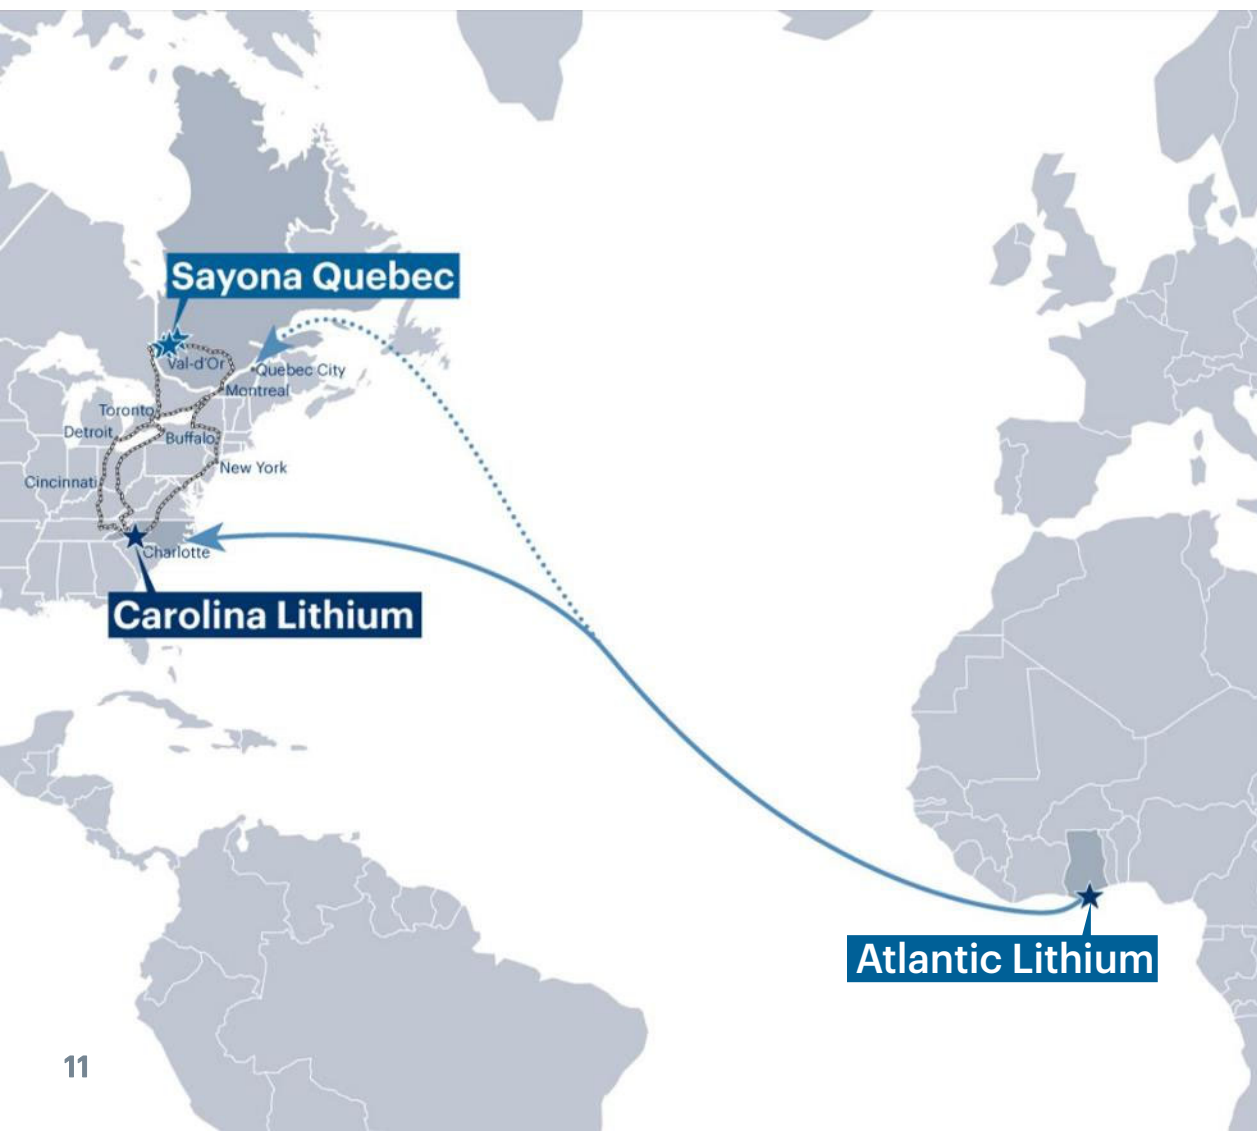 Sayona Quebec
Val-d'Or
Quebec City
Montreal
Toronto
Detroit
Buffalo
New York
Cincinnati
Charlotte
Carolina Lithium
Atlantic Lithium
11